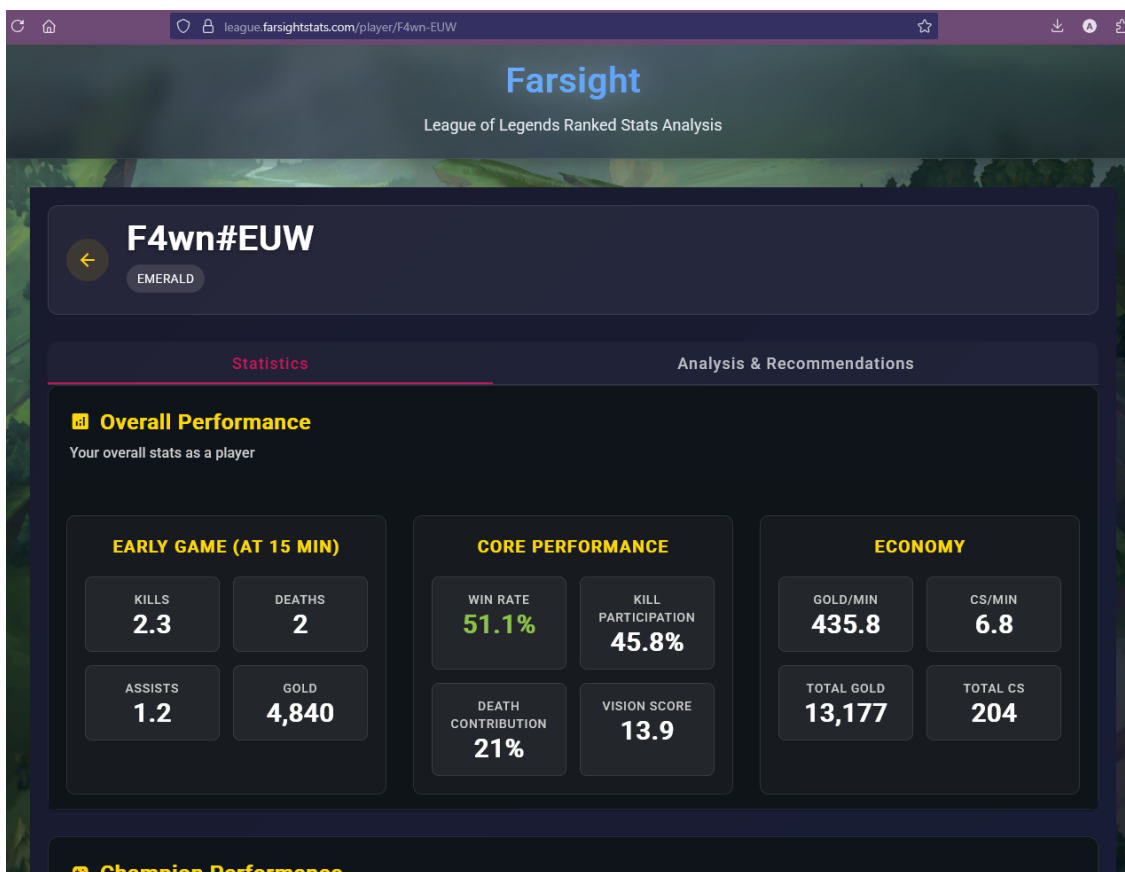 league.farsightstats.com/player/F4wn-EUW
A
Farsight
League of Legends Ranked Stats Analysis
F4wn#EUW
EMERALD
Statistics
Analysis & Recommendations
Overall Performance
Your overall stats as a player
EARLY GAME (AT 15 MIN)
KILLS
2.3
DEATHS
2
ASSISTS
1.2
GOLD
4,840
CORE PERFORMANCE
WIN RATE
51.1%
KILL
PARTICIPATION
45.8%
DEATH
CONTRIBUTION
21%
VISION SCORE
13.9
ECONOMY
GOLD/MIN
435.8
CS/MIN
6.8
TOTAL GOLD
13,177
TOTAL CS
204
Champion Performance